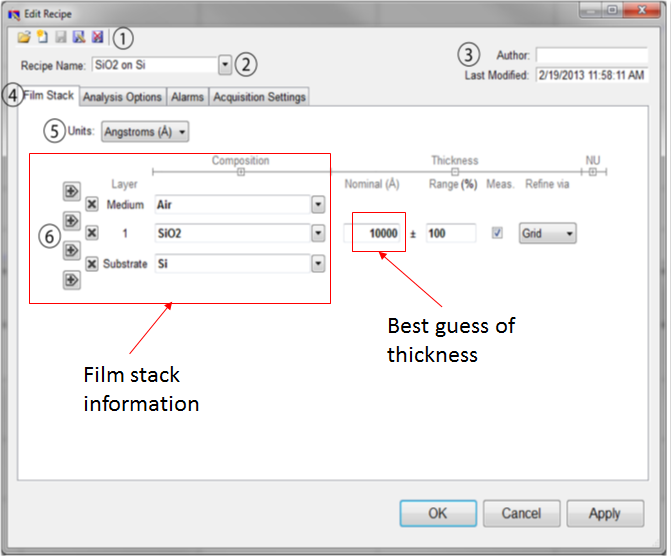 Edit Recipe
1
Recipe Name: SiO2 on Si 2
3 Author:
Last Modified: 2/19/2013 11:58:11 AM
4 Film Stack Analysis Options Alarms Acquisition Settings
5 Units: Angstroms (Å)
Composition Thickness NU
Layer Nominal (Å) Range (%) Meas. Refine via
Medium Air
6 1 SiO2 10000 ± 100 Grid
Substrate Si
Best guess of
thickness
Film stack
information
OK Cancel Apply